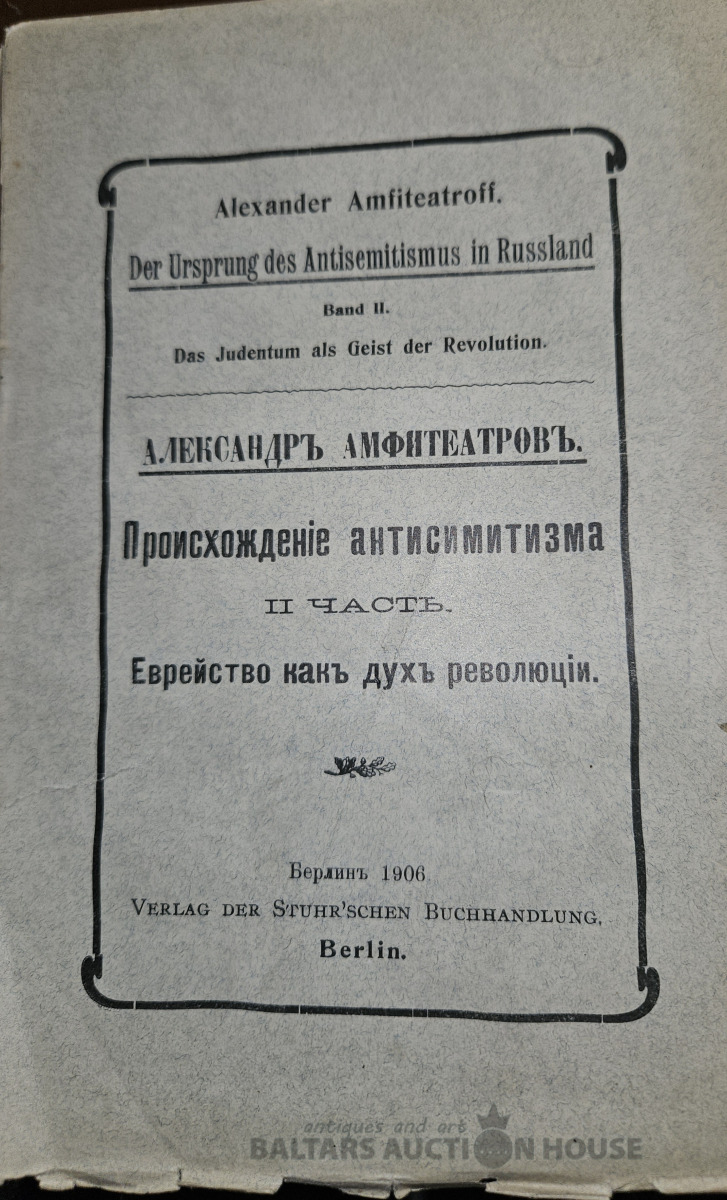 Alexander Amfiteatroff.
Der Ursprung des Antisemitismus in Russland
Band II.
Das Judentum als Geist der Revolution.
АЛЕКСАНДРЪ АМФИТЕАТРОВЪ.
Происхожденіе антисимитизма
II ЧАСТЬ.
Еврейство какъ духъ революціи.
Берлинъ 1906
VERLAG DER STUHR'SCHEN BUCHHANDLUNG,
Berlin.
antiques and art
BALTARS AUCTION HOUSE